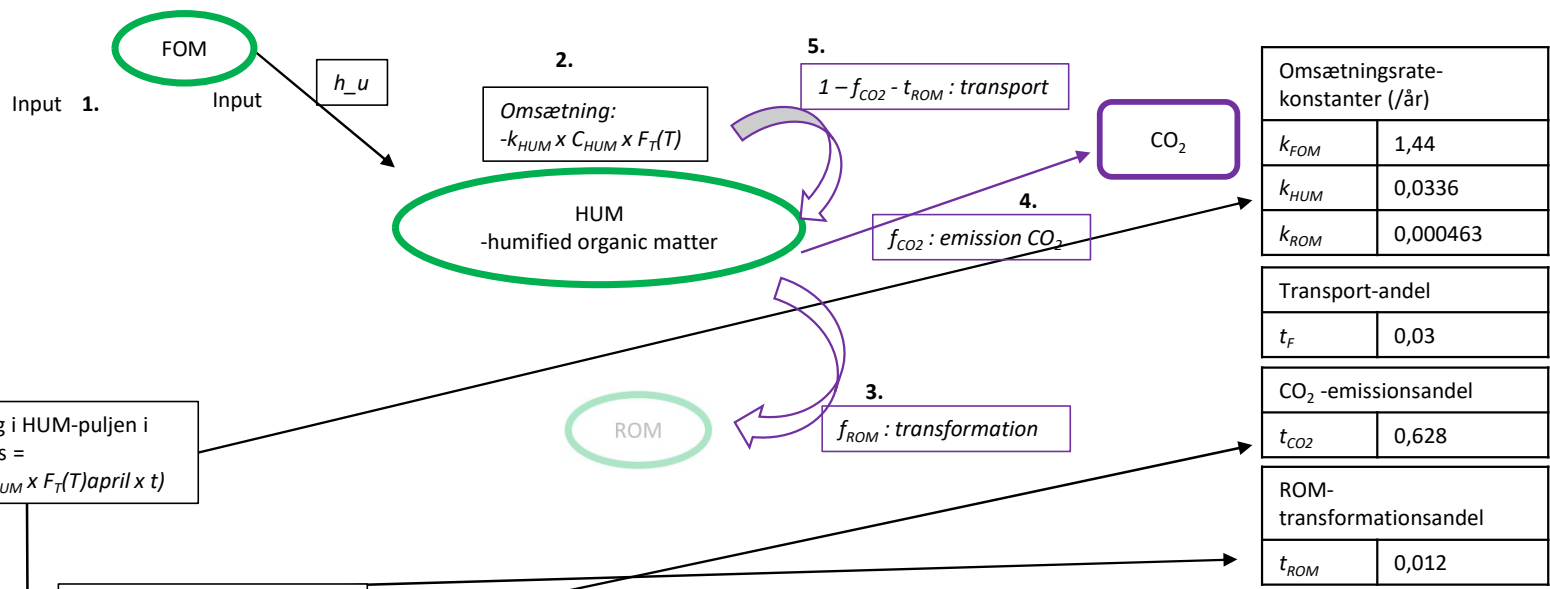 FOM
Input 1.
Input
h_u
2.
Omsætning:
-k_HUM x C_HUM x F_T(T)
5.
1 – f_CO2 - t_ROM : transport
CO₂
HUM
-humified organic matter
4.
f_CO2 : emission CO₂
ROM
3.
f_ROM : transformation
g i HUM-puljen i
s =
HUM x F_T(T)april x t)
Omsætningsrate-
konstanter (/år)
k_FOM 1,44
k_HUM 0,0336
k_ROM 0,000463
Transport-andel
t_F 0,03
CO₂ -emissionsandel
t_CO2 0,628
ROM-
transformationsandel
t_ROM 0,012